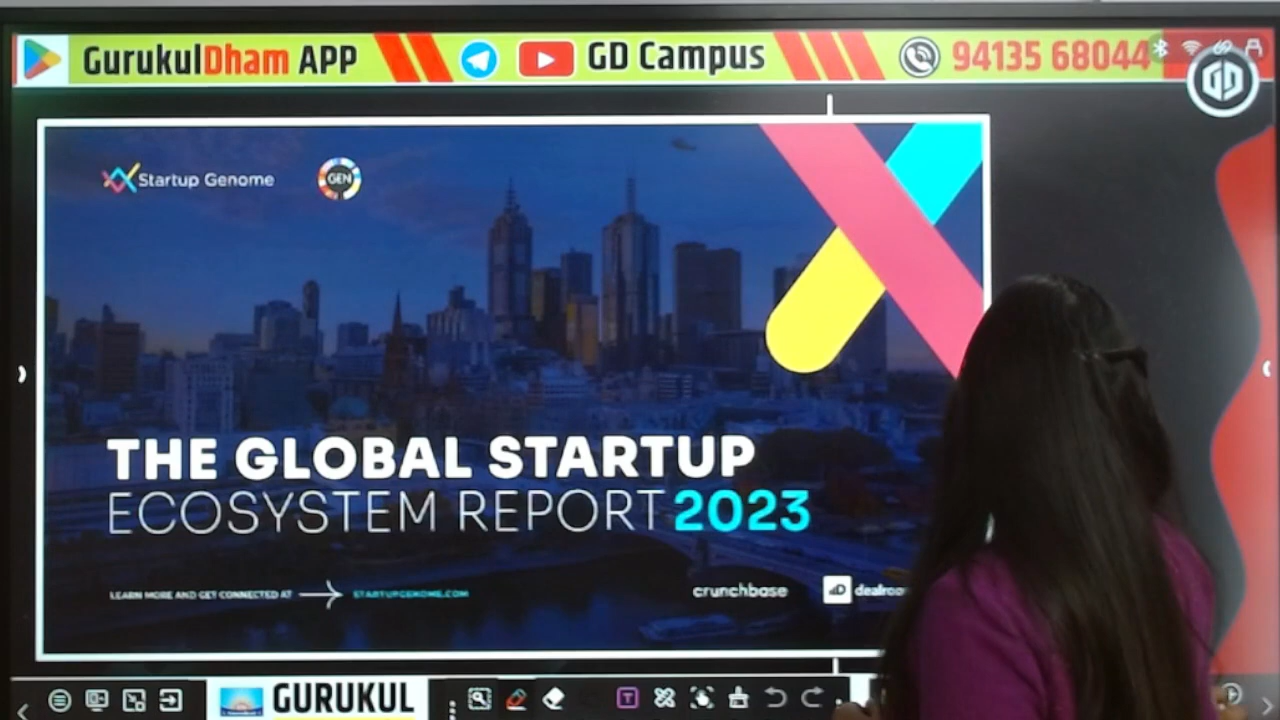 GurukulDham APP GD Campus 94135 68044
GD
Startup Genome GEN
THE GLOBAL STARTUP
ECOSYSTEM REPORT 2023
LEARN MORE AND GET CONNECTED AT STARTUPGENOME.COM
crunchbase
GURUKUL
T